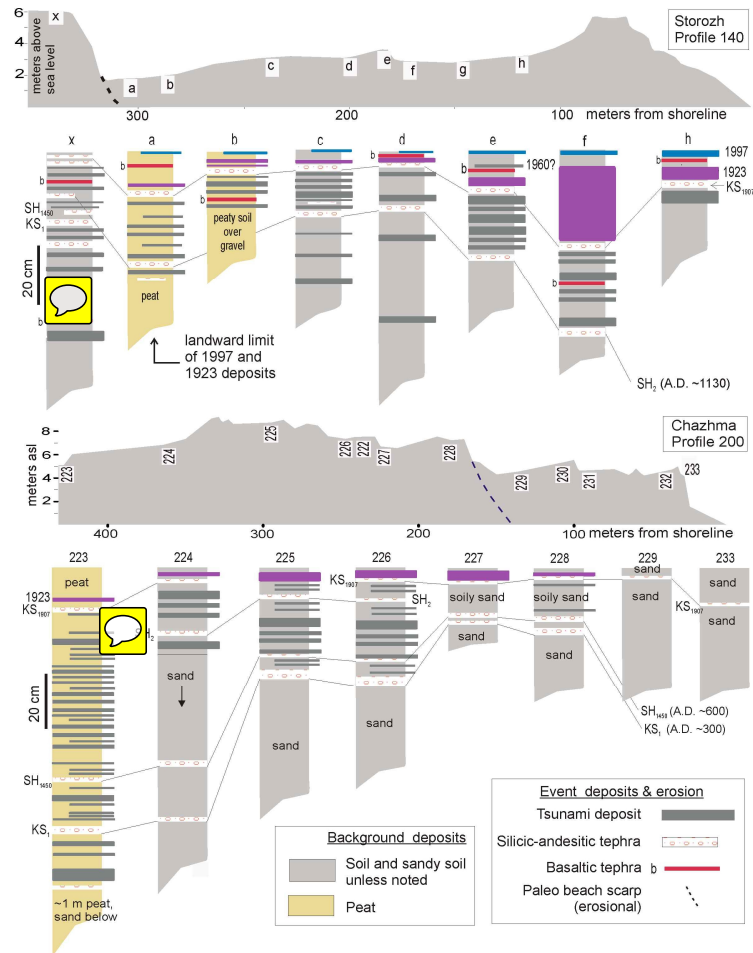 Storozh
Profile 140
meters above
sea level
6
4
2
x
a
b
c
d
e
f
g
h
300
200
100
meters from shoreline
x
a
b
c
d
e
f
h
b
b
b
b
b
b
b
b
b
1960?
1997
1923
KS1907
SH1450
KS1
20 cm
peat
peaty soil
over
gravel
landward limit
of 1997 and
1923 deposits
SH2 (A.D. ~1130)
Chazhma
Profile 200
meters asl
8
6
4
2
223
224
225
226
222
227
228
229
230
231
232
233
400
300
200
100
meters from shoreline
223
224
225
226
227
228
229
233
peat
1923
KS1907
KS1907
SH2
sand
soily sand
soily sand
sand
sand
KS1907
sand
sand
sand
sand
sand
sand
20 cm
SH1450
KS1
SH1450 (A.D. ~600)
KS1 (A.D. ~300)
~1 m peat,
sand below
Background deposits
Soil and sandy soil
unless noted
Peat
Event deposits & erosion
Tsunami deposit
Silicic-andesitic tephra
Basaltic tephra b
Paleo beach scarp
(erosional)